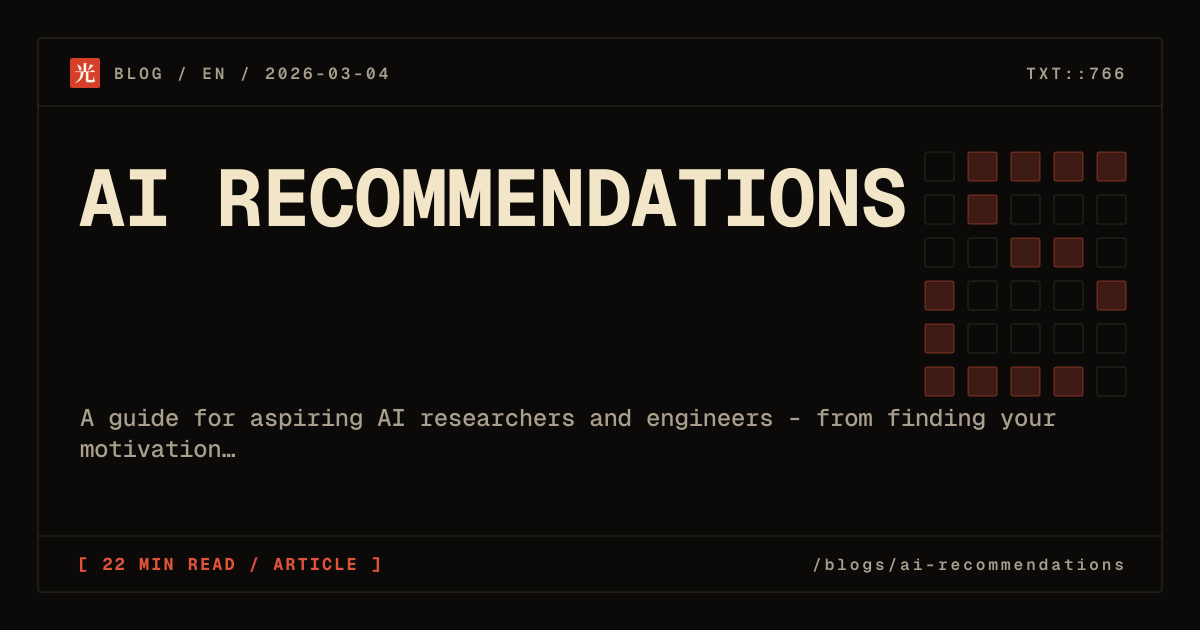 光 BLOG / EN / 2026-03-04
TXT::766
AI RECOMMENDATIONS
A guide for aspiring AI researchers and engineers - from finding your
motivation…
[ 22 MIN READ / ARTICLE ]
/blogs/ai-recommendations